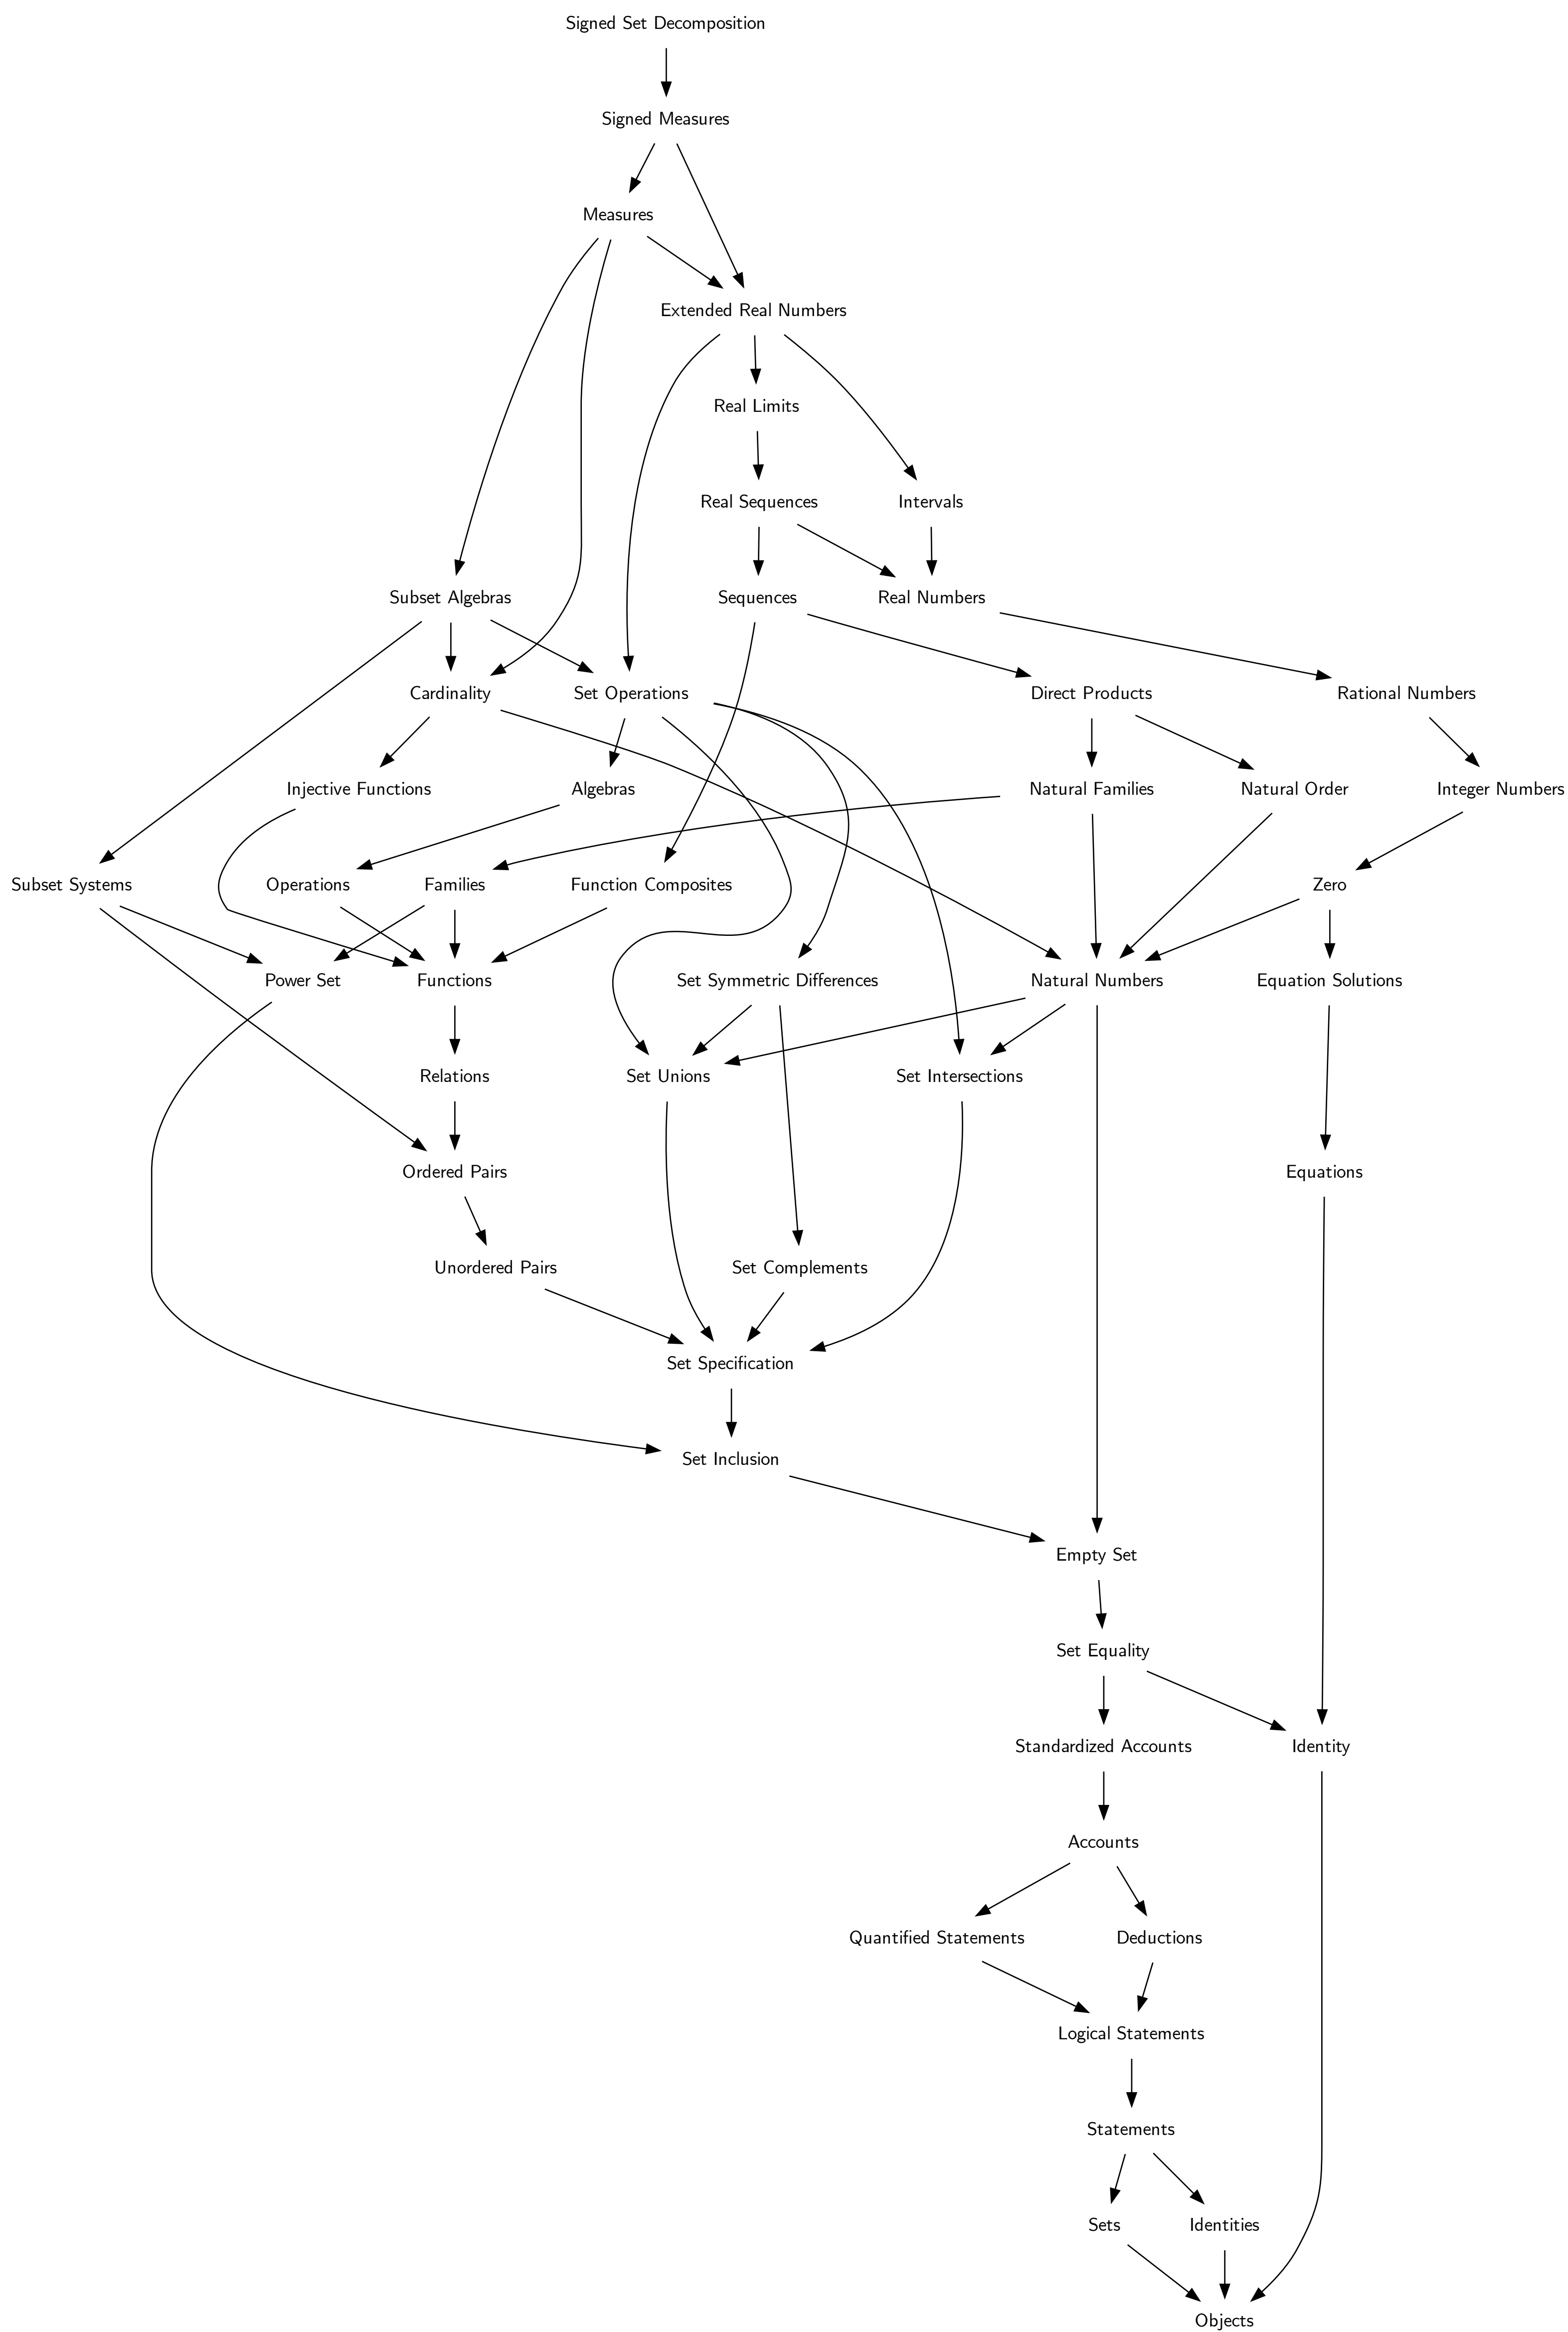 Signed Set Decomposition
Signed Measures
Measures
Extended Real Numbers
Real Limits
Real Sequences
Intervals
Subset Algebras
Sequences
Real Numbers
Cardinality
Set Operations
Direct Products
Rational Numbers
Injective Functions
Algebras
Natural Families
Natural Order
Integer Numbers
Subset Systems
Operations
Families
Function Composites
Zero
Power Set
Functions
Set Symmetric Differences
Natural Numbers
Equation Solutions
Relations
Set Unions
Set Intersections
Ordered Pairs
Equations
Unordered Pairs
Set Complements
Set Specification
Set Inclusion
Empty Set
Set Equality
Standardized Accounts
Identity
Accounts
Quantified Statements
Deductions
Logical Statements
Statements
Sets
Identities
Objects